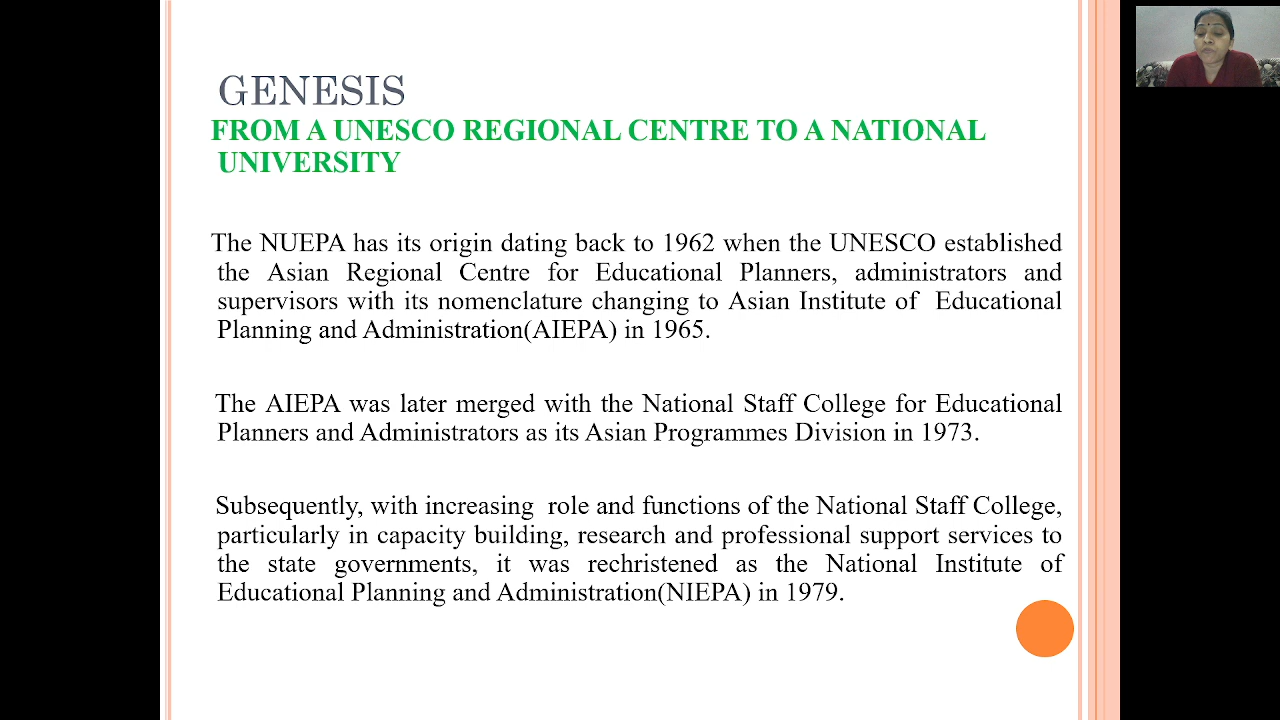 GENESIS
FROM A UNESCO REGIONAL CENTRE TO A NATIONAL
UNIVERSITY
The NUEPA has its origin dating back to 1962 when the UNESCO established
the Asian Regional Centre for Educational Planners, administrators and
supervisors with its nomenclature changing to Asian Institute of Educational
Planning and Administration(AIEPA) in 1965.
The AIEPA was later merged with the National Staff College for Educational
Planners and Administrators as its Asian Programmes Division in 1973.
Subsequently, with increasing role and functions of the National Staff College,
particularly in capacity building, research and professional support services to
the state governments, it was rechristened as the National Institute of
Educational Planning and Administration(NIEPA) in 1979.